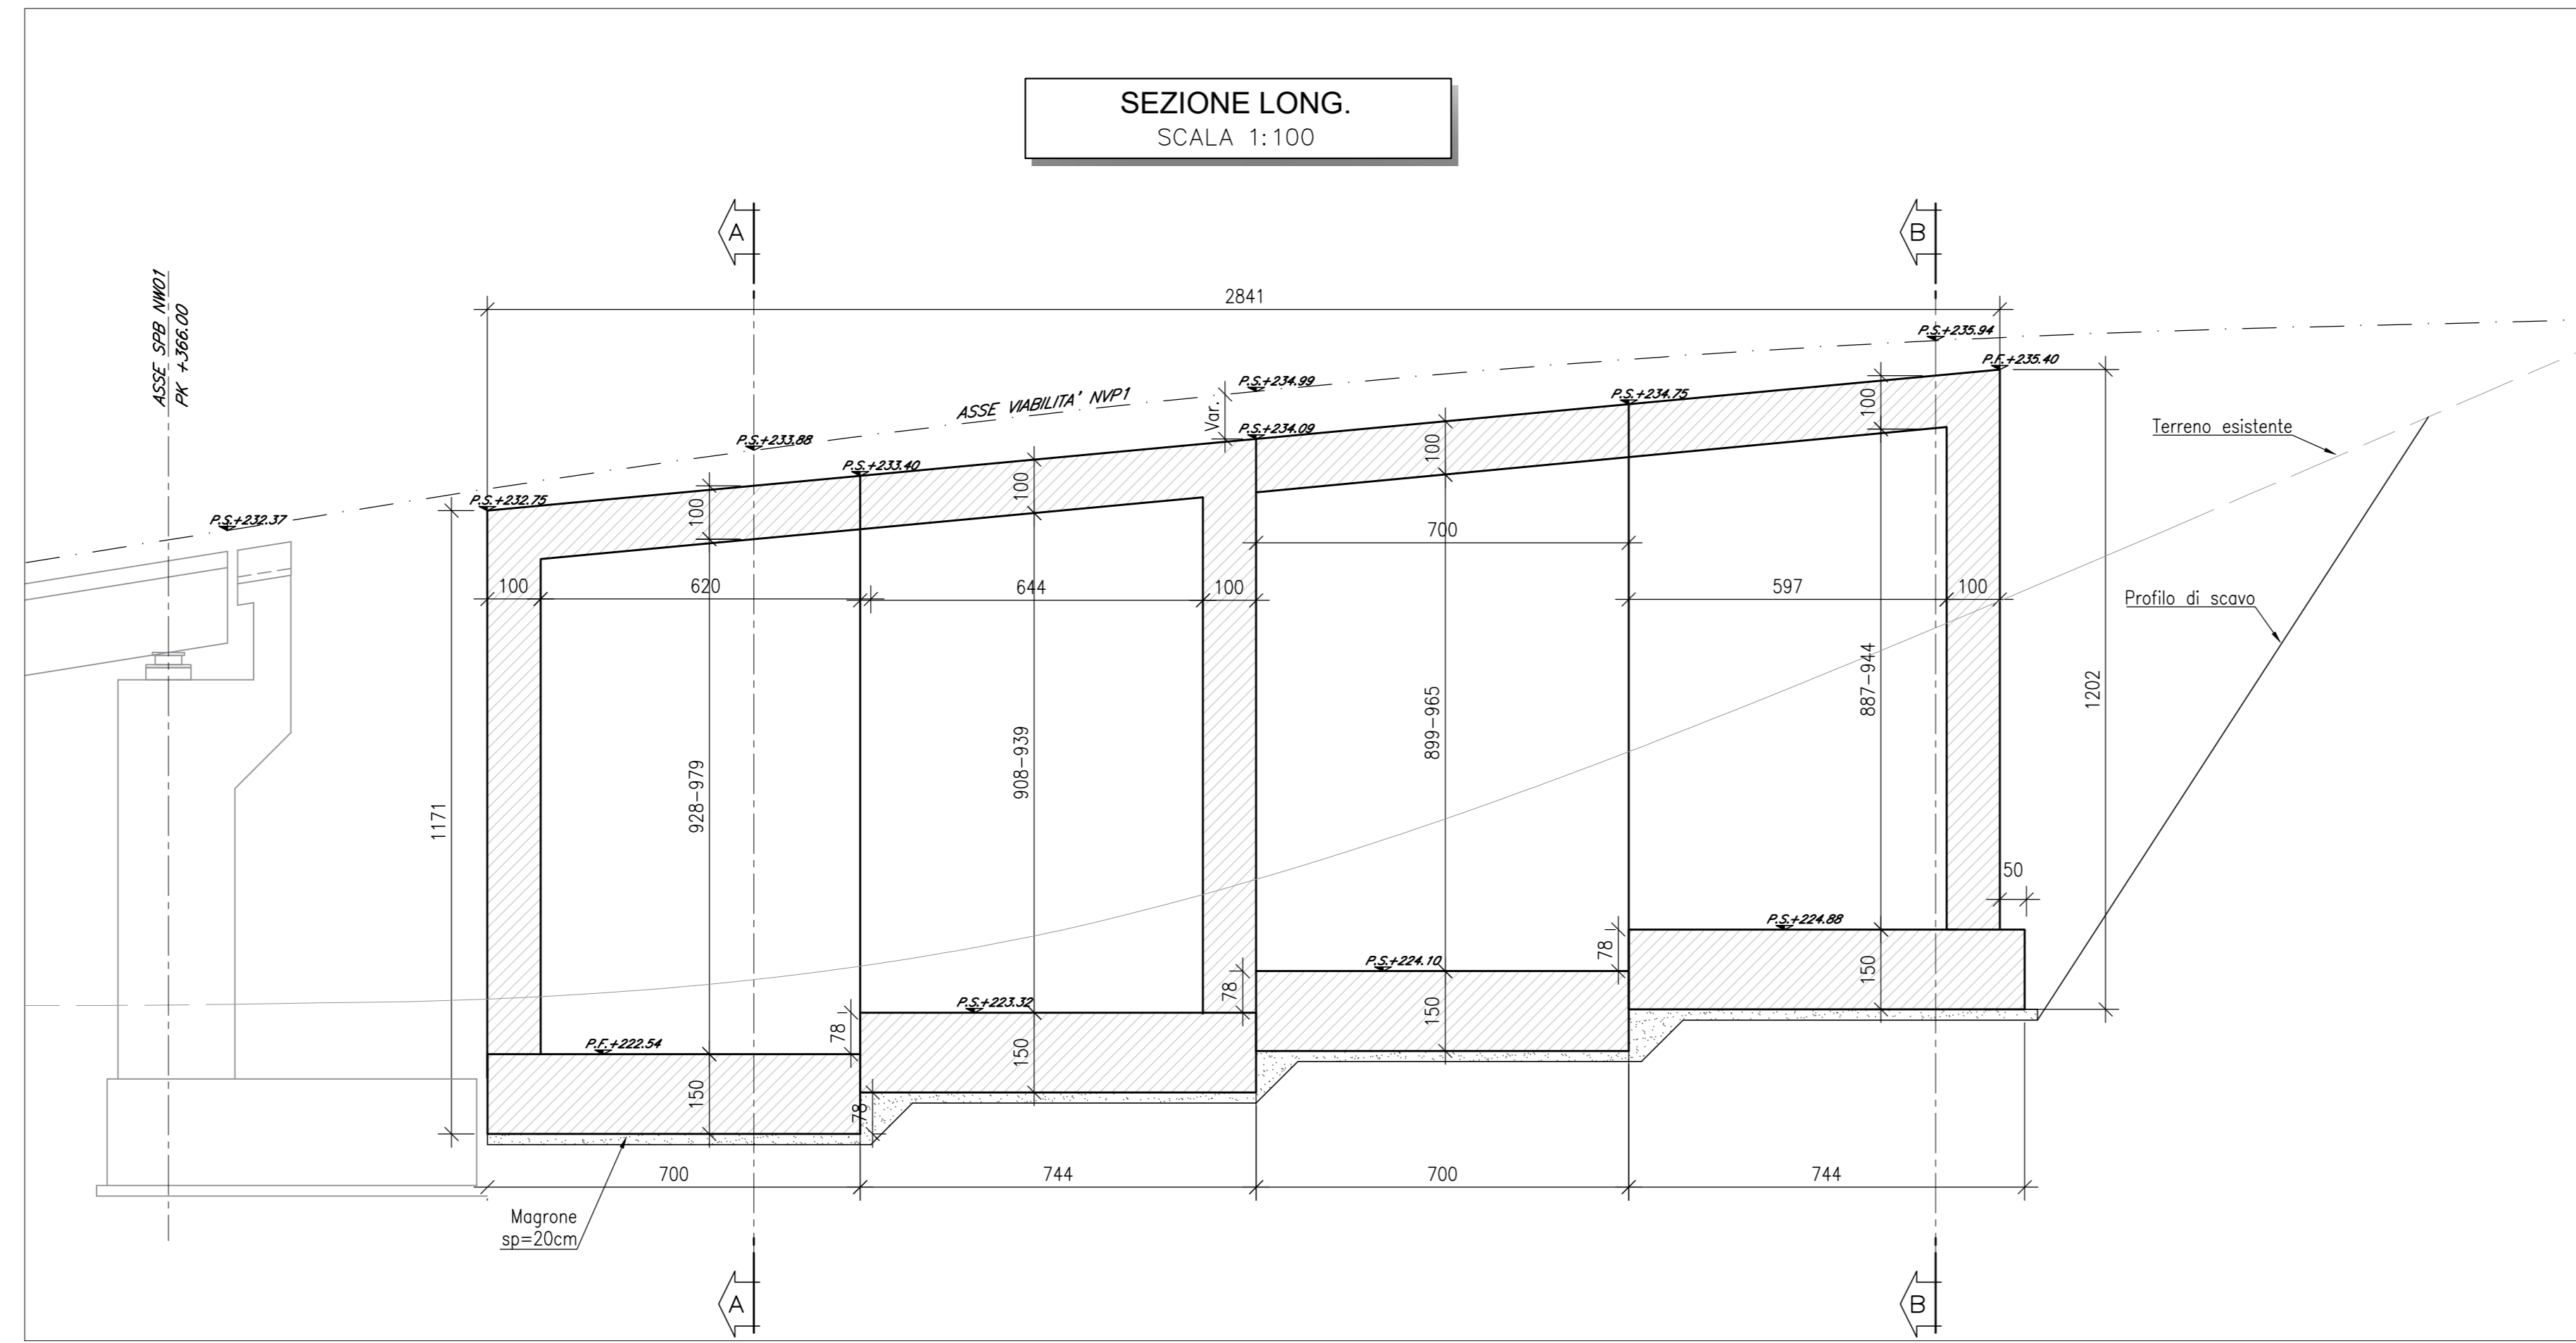 SEZIONE LONG.
SCALA 1:100
A
B
2841
ASSE SPB NW01
PK +366.00
P.S.+235.94
P.F.+235.40
P.S.+234.99
ASSE VIABILITA' NVP1
Var.
P.S.+234.75
P.S.+234.09
P.S.+233.88
P.S.+233.40
P.S.+232.75
P.S.+232.37
100
100
100
100
Terreno esistente
Profilo di scavo
700
100
620
644
100
597
100
1171
928-979
908-939
899-965
887-944
1202
50
P.S.+224.88
P.S.+224.10
P.S.+223.32
P.F.+222.54
78
78
78
78
150
150
150
150
700
744
700
744
Magrone
sp=20cm
A
B